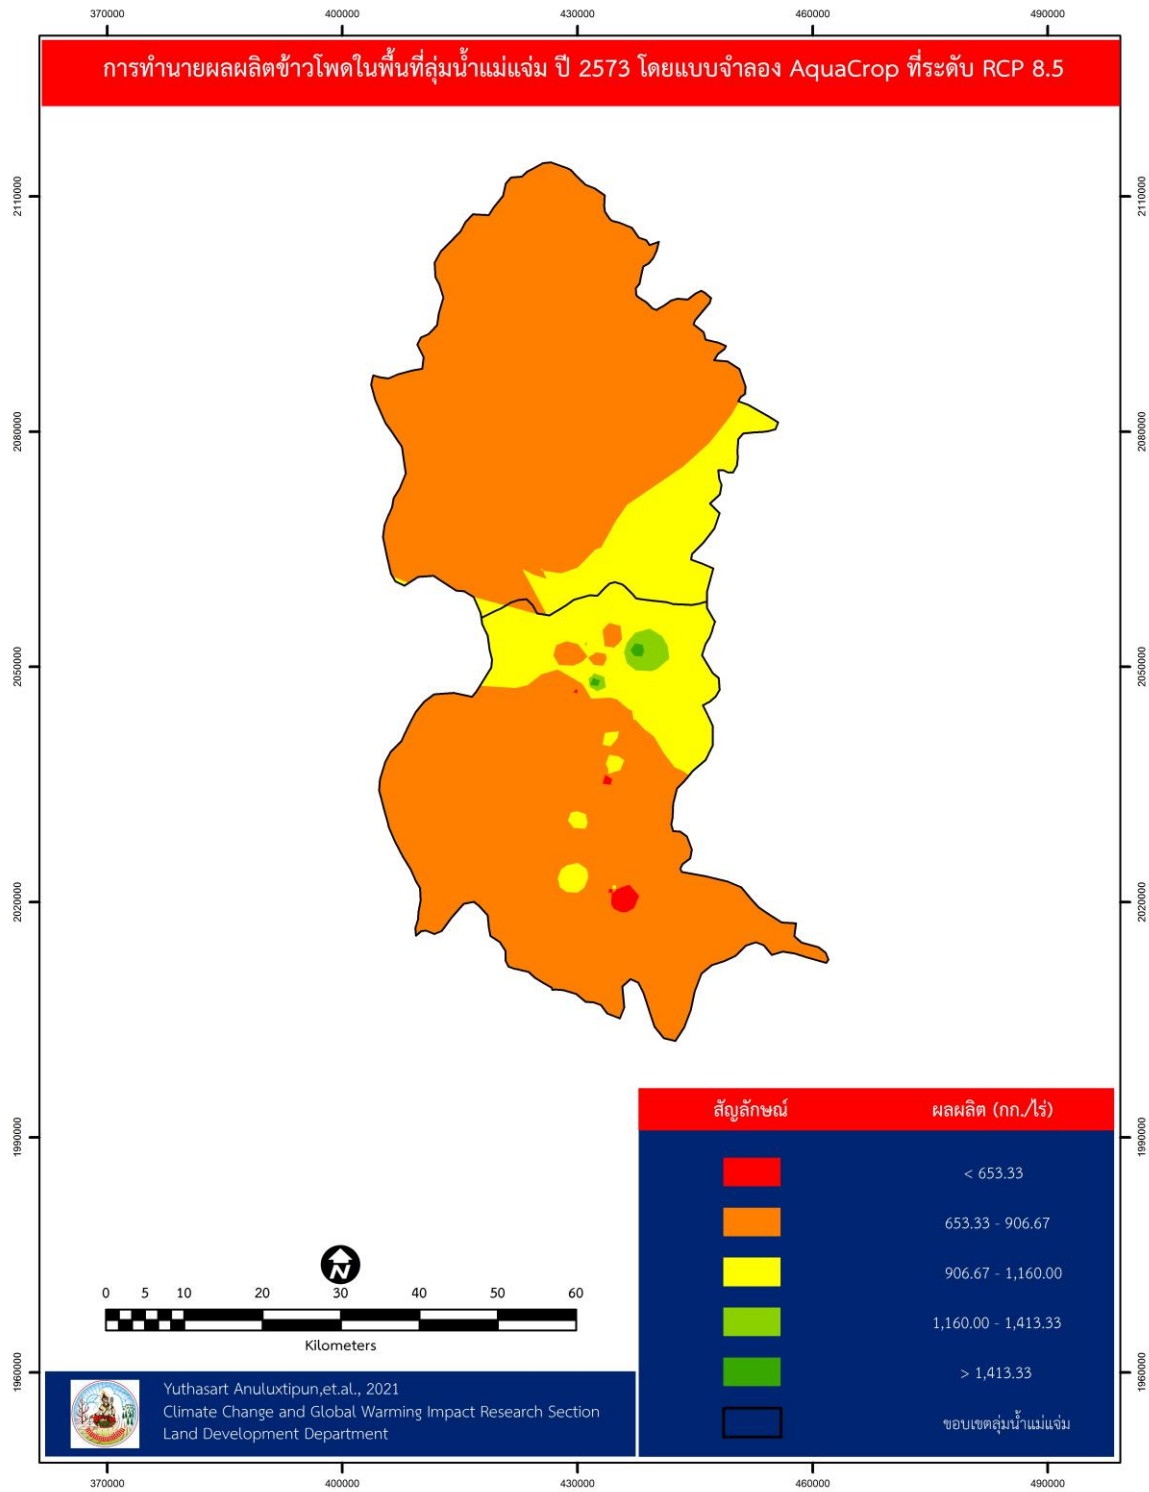 370000 400000 430000 460000 490000
การทำนายผลผลิตข้าวโพดในพื้นที่ลุ่มน้ำแม่แจ่ม ปี 2573 โดยแบบจำลอง AquaCrop ที่ระดับ RCP 8.5
2110000 2110000
2080000 2080000
2050000 2050000
2020000 2020000
1990000 1990000
1960000 1960000
สัญลักษณ์ ผลผลิต (กก./ไร่)
< 653.33
653.33 - 906.67
906.67 - 1,160.00
1,160.00 - 1,413.33
> 1,413.33
ขอบเขตลุ่มน้ำแม่แจ่ม
N
0 5 10 20 30 40 50 60
Kilometers
Yuthasart Anuluxtipun,et.al., 2021
Climate Change and Global Warming Impact Research Section
Land Development Department
370000 400000 430000 460000 490000